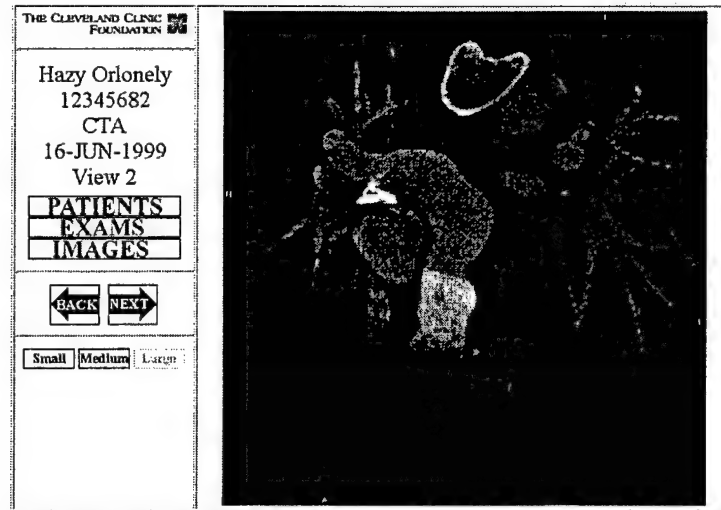 THE CLEVELAND CLINIC
FOUNDATION
Hazy Orlonely
12345682
CTA
16-JUN-1999
View 2
PATIENTS
EXAMS
IMAGES
BACK NEXT
Small Medium Large